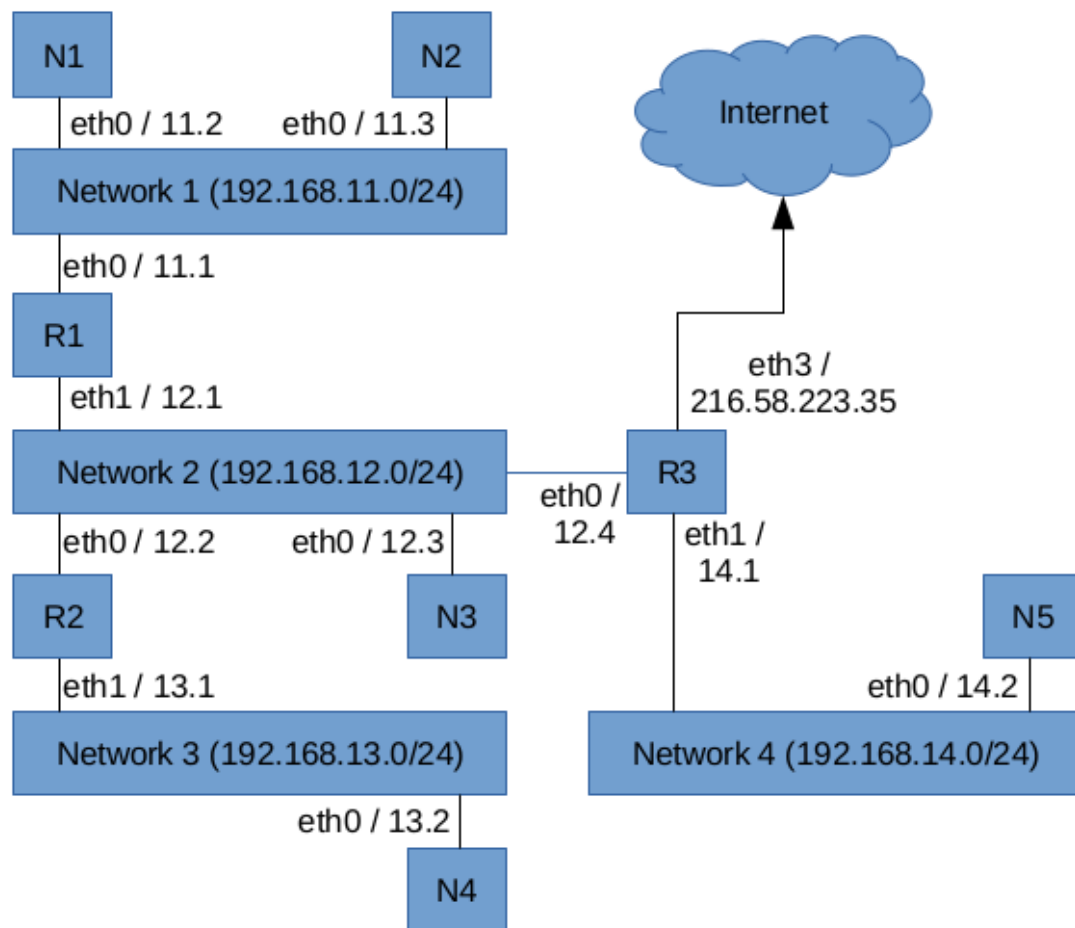 N1
N2
eth0 / 11.2
eth0 / 11.3
Internet
Network 1 (192.168.11.0/24)
eth0 / 11.1
R1
eth1 / 12.1
eth3 /
216.58.223.35
Network 2 (192.168.12.0/24)
R3
eth0 /
12.4
eth0 / 12.2
eth0 / 12.3
eth1 /
14.1
R2
N3
N5
eth1 / 13.1
eth0 / 14.2
Network 3 (192.168.13.0/24)
Network 4 (192.168.14.0/24)
eth0 / 13.2
N4